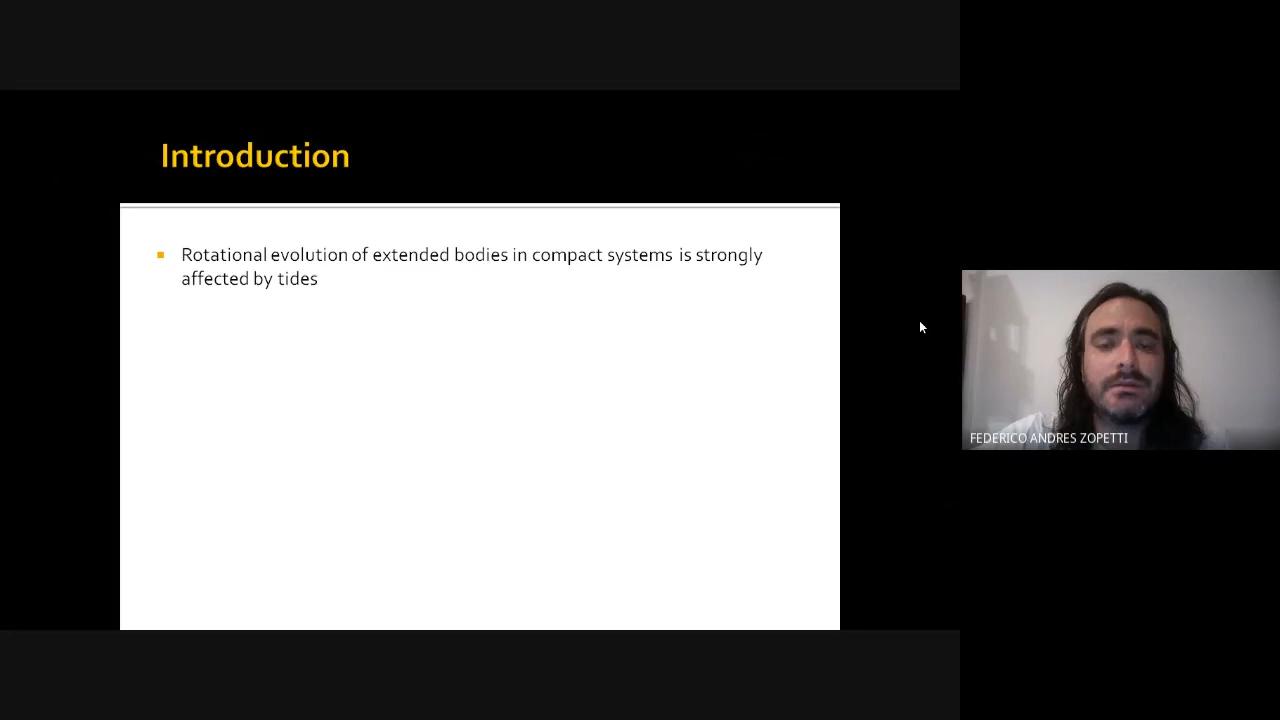 Introduction
Rotational evolution of extended bodies in compact systems is strongly
affected by tides
FEDERICO ANDRES ZOPETTI